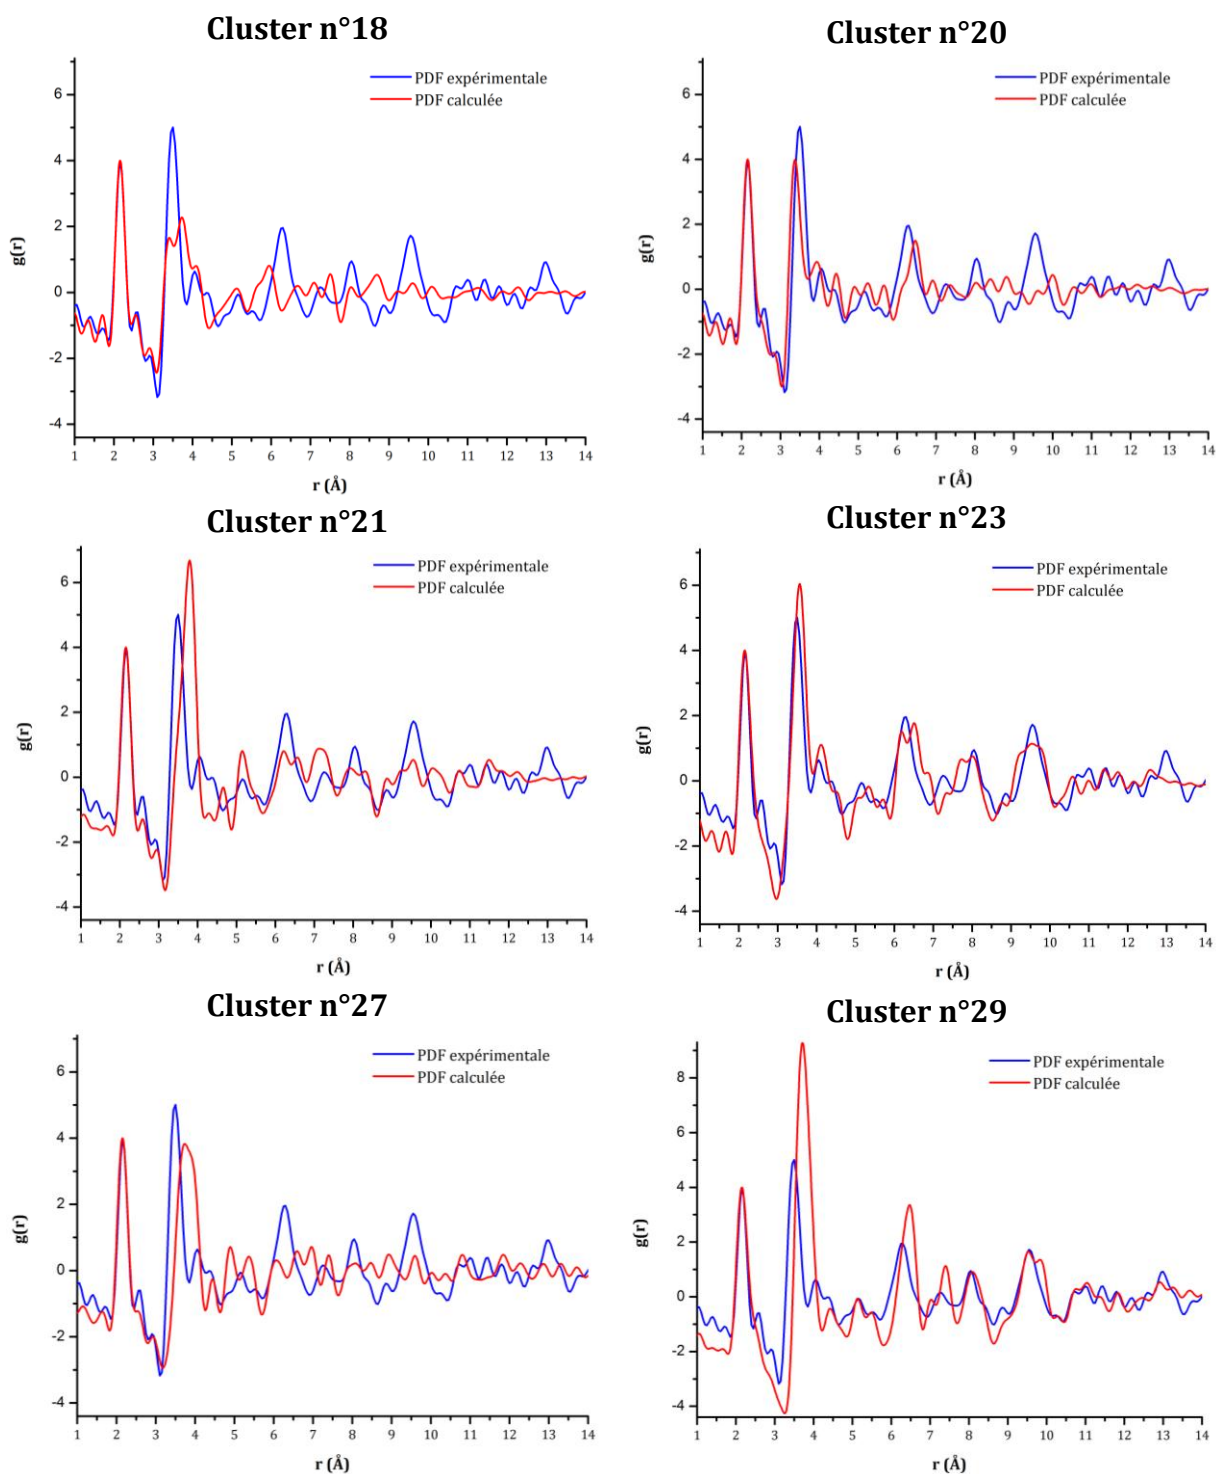 Cluster n°18
PDF expérimentale
PDF calculée
6
4
2
0
-2
-4
g(r)
1 2 3 4 5 6 7 8 9 10 11 12 13 14
r (Å)
Cluster n°20
PDF expérimentale
PDF calculée
6
4
2
0
-2
-4
g(r)
1 2 3 4 5 6 7 8 9 10 11 12 13 14
r (Å)
Cluster n°21
PDF expérimentale
PDF calculée
6
4
2
0
-2
-4
g(r)
1 2 3 4 5 6 7 8 9 10 11 12 13 14
r (Å)
Cluster n°23
PDF expérimentale
PDF calculée
6
4
2
0
-2
-4
g(r)
1 2 3 4 5 6 7 8 9 10 11 12 13 14
r (Å)
Cluster n°27
PDF expérimentale
PDF calculée
6
4
2
0
-2
-4
g(r)
1 2 3 4 5 6 7 8 9 10 11 12 13 14
r (Å)
Cluster n°29
PDF expérimentale
PDF calculée
8
6
4
2
0
-2
-4
g(r)
1 2 3 4 5 6 7 8 9 10 11 12 13 14
r (Å)